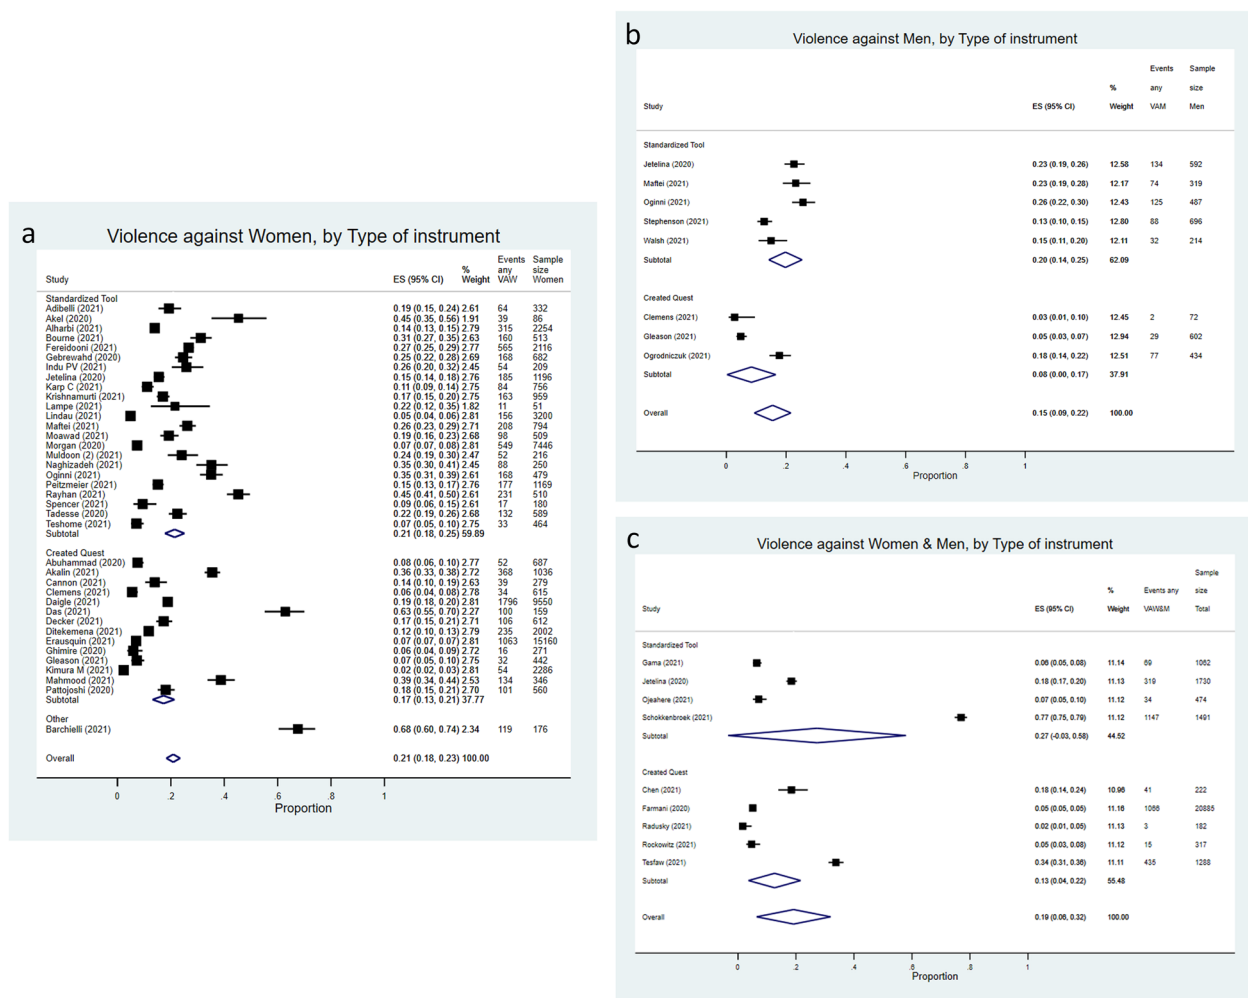 a
Violence against Women, by Type of instrument
Events Sample
% any size
Study ES (95% CI) Weight VAW Women
Standardized Tool
Adibelli (2021) 0.19 (0.15, 0.24) 2.61 64 332
Akel (2020) 0.45 (0.35, 0.56) 1.91 39 86
Alharbi (2021) 0.14 (0.13, 0.15) 2.79 315 2254
Bourne (2021) 0.31 (0.27, 0.35) 2.63 160 513
Fereidooni (2021) 0.27 (0.25, 0.29) 2.77 565 2116
Gebrewahd (2020) 0.25 (0.22, 0.28) 2.69 168 682
Indu PV (2021) 0.26 (0.20, 0.32) 2.45 54 209
Jetelina (2020) 0.15 (0.14, 0.18) 2.76 185 1196
Karp C (2021) 0.11 (0.09, 0.14) 2.75 84 756
Krishnamurti (2021) 0.17 (0.15, 0.20) 2.75 163 959
Lampe (2021) 0.22 (0.12, 0.35) 1.82 11 51
Lindau (2021) 0.05 (0.04, 0.06) 2.81 156 3200
Maftei (2021) 0.26 (0.23, 0.29) 2.71 208 794
Moawad (2021) 0.19 (0.16, 0.23) 2.68 98 509
Morgan (2020) 0.07 (0.07, 0.08) 2.81 549 7446
Muldoon (2) (2021) 0.24 (0.19, 0.30) 2.47 52 216
Naghizadeh (2021) 0.35 (0.30, 0.41) 2.45 88 250
Oginni (2021) 0.35 (0.31, 0.39) 2.61 168 479
Peitzmeier (2021) 0.15 (0.13, 0.17) 2.76 177 1169
Rayhan (2021) 0.45 (0.41, 0.50) 2.61 231 510
Spencer (2021) 0.09 (0.06, 0.15) 2.61 17 180
Tadesse (2020) 0.22 (0.19, 0.26) 2.68 132 589
Teshome (2021) 0.07 (0.05, 0.10) 2.75 33 464
Subtotal 0.21 (0.18, 0.25) 59.89
Created Quest
Abuhammad (2020) 0.08 (0.06, 0.10) 2.77 52 687
Akalin (2021) 0.36 (0.33, 0.38) 2.72 368 1036
Cannon (2021) 0.14 (0.10, 0.19) 2.63 39 279
Clemens (2021) 0.06 (0.04, 0.08) 2.78 34 615
Daigle (2021) 0.19 (0.18, 0.20) 2.81 1796 9550
Das (2021) 0.63 (0.55, 0.70) 2.27 100 159
Decker (2021) 0.17 (0.15, 0.21) 2.71 106 612
Ditekemena (2021) 0.12 (0.10, 0.13) 2.79 235 2002
Erausquin (2021) 0.07 (0.07, 0.07) 2.81 1063 15160
Ghimire (2020) 0.06 (0.04, 0.09) 2.72 16 271
Gleason (2021) 0.07 (0.05, 0.10) 2.75 32 442
Kimura M (2021) 0.02 (0.02, 0.03) 2.81 54 2286
Mahmood (2021) 0.39 (0.34, 0.44) 2.53 134 346
Pattojoshi (2020) 0.18 (0.15, 0.21) 2.70 101 560
Subtotal 0.17 (0.13, 0.21) 37.77
Other
Barchielli (2021) 0.68 (0.60, 0.74) 2.34 119 176
Overall 0.21 (0.18, 0.23) 100.00
0 .2 .4 .6 .8 1
Proportion
b
Violence against Men, by Type of instrument
Events Sample
% any size
Study ES (95% CI) Weight VAM Men
Standardized Tool
Jetelina (2020) 0.23 (0.19, 0.26) 12.58 134 592
Maftei (2021) 0.23 (0.19, 0.28) 12.17 74 319
Oginni (2021) 0.26 (0.22, 0.30) 12.43 125 487
Stephenson (2021) 0.13 (0.10, 0.15) 12.80 88 696
Walsh (2021) 0.15 (0.11, 0.20) 12.11 32 214
Subtotal 0.20 (0.14, 0.25) 62.09
Created Quest
Clemens (2021) 0.03 (0.01, 0.10) 12.45 2 72
Gleason (2021) 0.05 (0.03, 0.07) 12.94 29 602
Ogrodniczuk (2021) 0.18 (0.14, 0.22) 12.51 77 434
Subtotal 0.08 (0.00, 0.17) 37.91
Overall 0.15 (0.09, 0.22) 100.00
0 .2 .4 .6 .8 1
Proportion
c
Violence against Women & Men, by Type of instrument
Sample
% Events any size
Study ES (95% CI) Weight VAW&M Total
Standardized Tool
Gama (2021) 0.06 (0.05, 0.08) 11.14 69 1062
Jetelina (2020) 0.18 (0.17, 0.20) 11.13 319 1730
Ojeahere (2021) 0.07 (0.05, 0.10) 11.12 34 474
Schokkenbroek (2021) 0.77 (0.75, 0.79) 11.12 1147 1491
Subtotal 0.27 (-0.03, 0.58) 44.52
Created Quest
Chen (2021) 0.18 (0.14, 0.24) 10.96 41 222
Farmani (2020) 0.05 (0.05, 0.05) 11.16 1066 20885
Radusky (2021) 0.02 (0.01, 0.05) 11.13 3 182
Rockowitz (2021) 0.05 (0.03, 0.08) 11.12 15 317
Tesfaw (2021) 0.34 (0.31, 0.36) 11.11 435 1288
Subtotal 0.13 (0.04, 0.22) 55.48
Overall 0.19 (0.06, 0.32) 100.00
0 .2 .4 .6 .8 1
Proportion